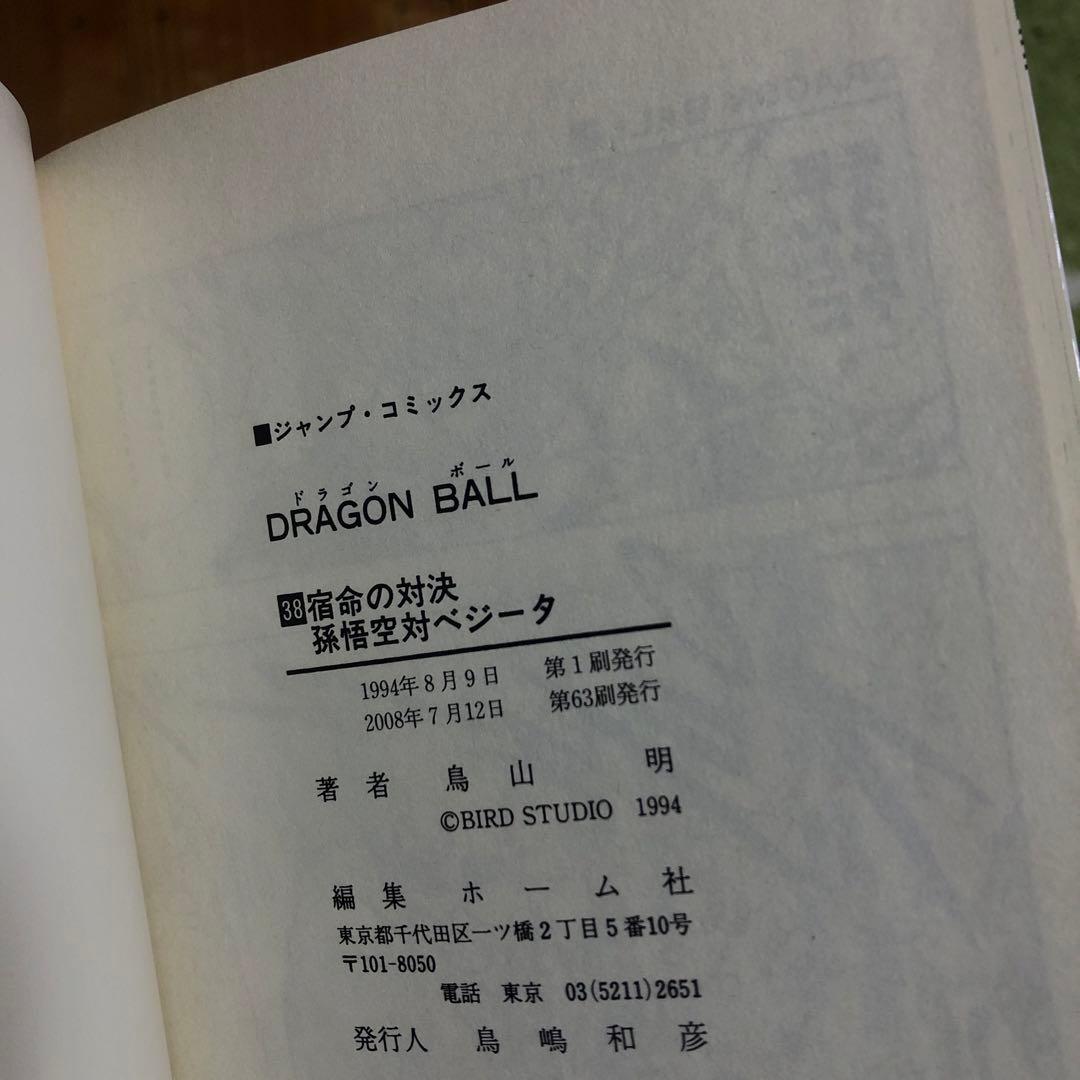 ■ジャンプ・コミックス
ドラゴン ボール
DRAGON BALL
38 宿命の対決
孫悟空対ベジータ
1994年8月9日 第1刷発行
2008年7月12日 第63刷発行
著者 鳥山 明
©BIRD STUDIO 1994
編集 ホーム社
東京都千代田区一ツ橋2丁目5番10号
〒101-8050
電話 東京 03(5211)2651
発行人 鳥嶋和彦